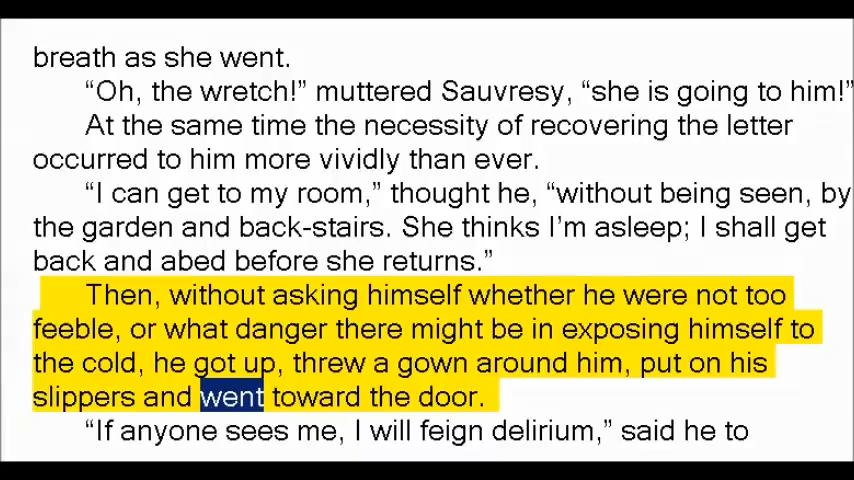 breath as she went.
“Oh, the wretch!” muttered Sauvresy, “she is going to him!”
At the same time the necessity of recovering the letter
occurred to him more vividly than ever.
“I can get to my room,” thought he, “without being seen, by
the garden and back-stairs. She thinks I’m asleep; I shall get
back and abed before she returns.”
Then, without asking himself whether he were not too
feeble, or what danger there might be in exposing himself to
the cold, he got up, threw a gown around him, put on his
slippers and went toward the door.
“If anyone sees me, I will feign delirium,” said he to